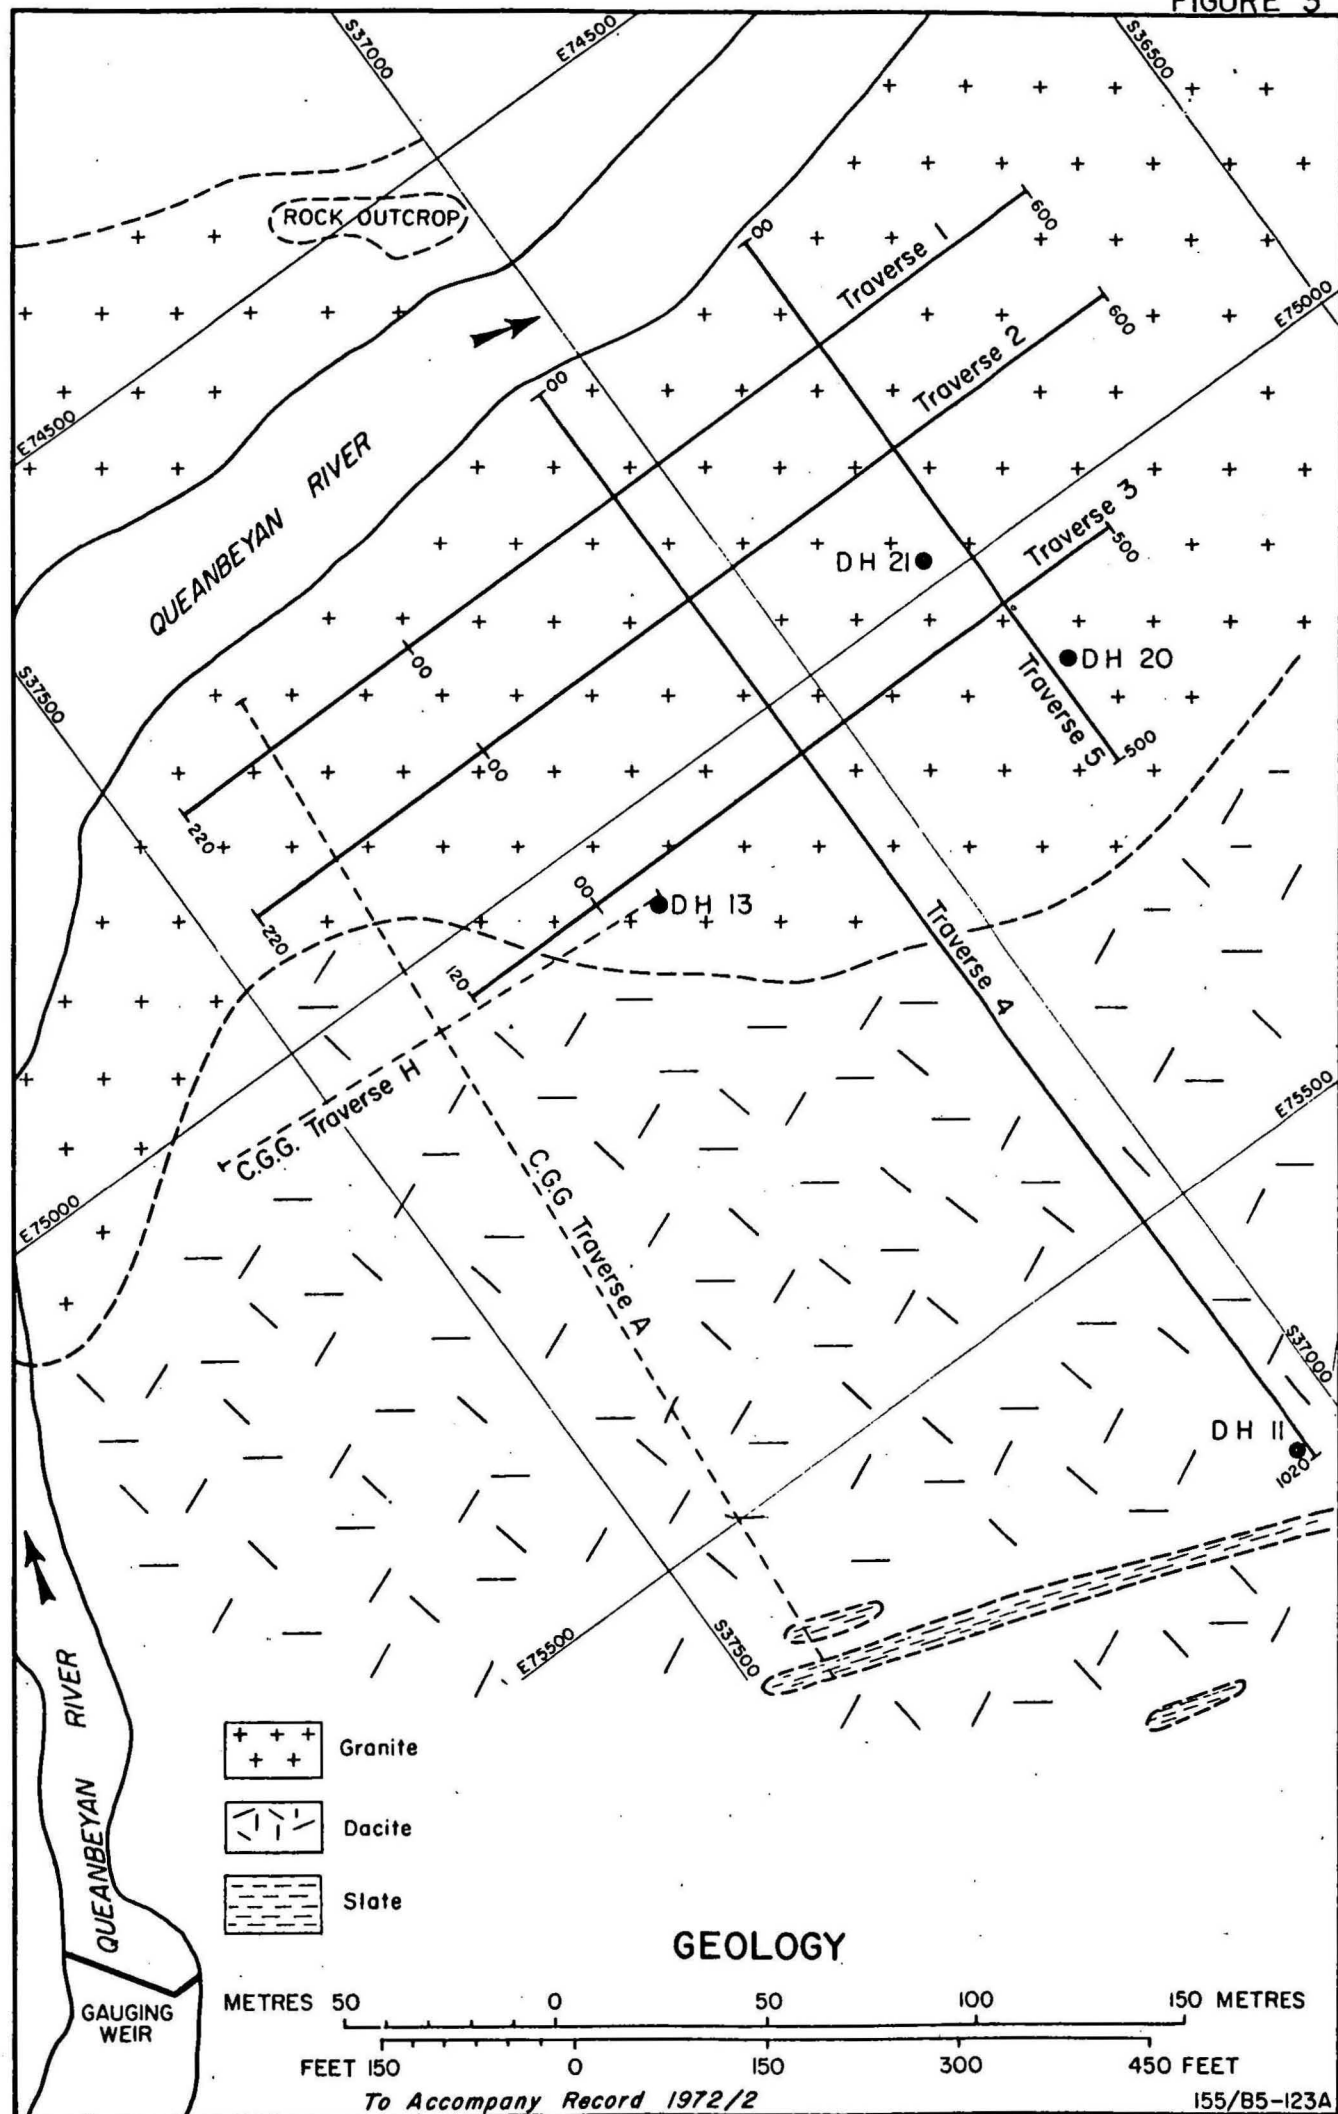 FIGURE 3
S37000
E74500
S36500
ROCK OUTCROP
00
600
Traverse 1
E75000
600
Traverse 2
00
E74500
QUEANBEYAN RIVER
Traverse 3
500
DH 21
00
DH 20
S37500
Traverse 5
500
00
220
00
DH 13
220
120
Traverse 4
C.G.G. Traverse H
E75500
E75000
C.G.G Traverse A
S37000
DH 11
1020
E75500
S37500
QUEANBEYAN RIVER
Granite
Dacite
Slate
GEOLOGY
GAUGING
WEIR
METRES 50 0 50 100 150 METRES
FEET 150 0 150 300 450 FEET
To Accompany Record 1972/2
155/B5-123A